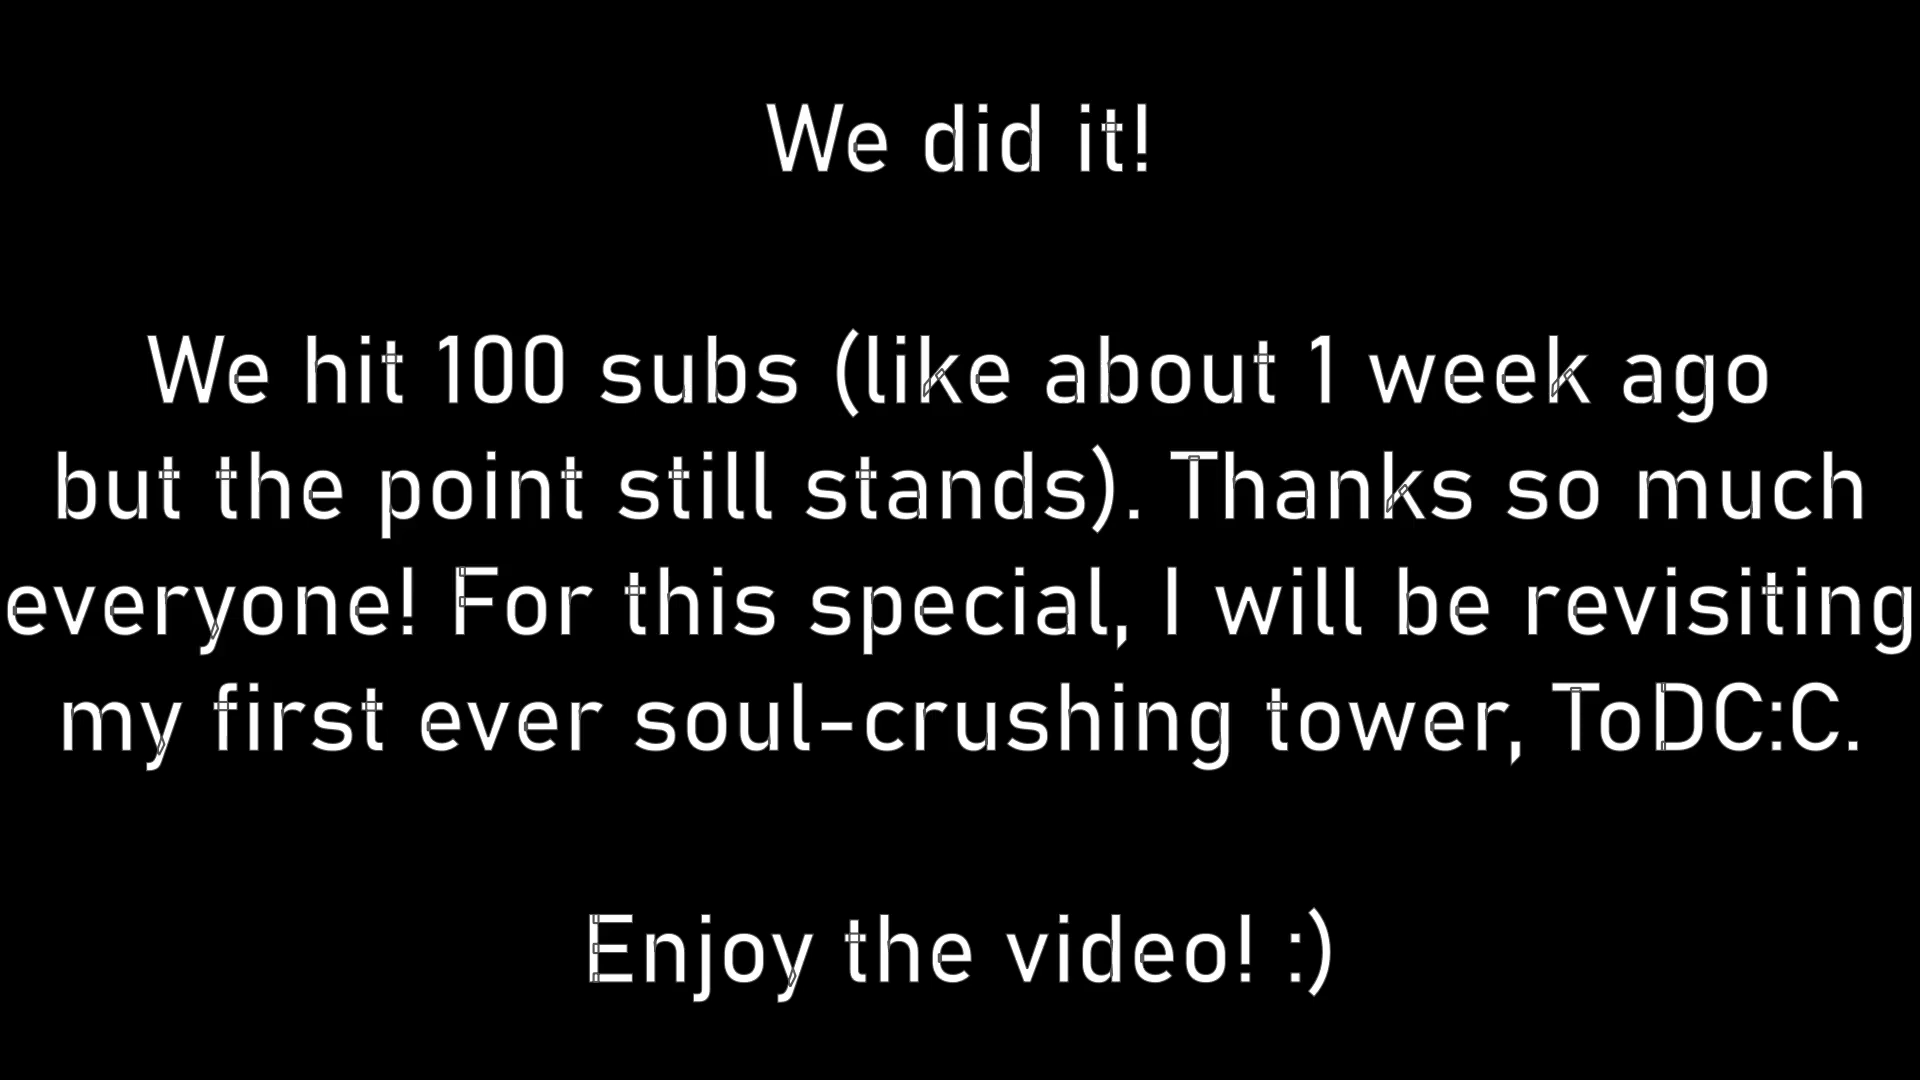 We did it!
We hit 100 subs (like about 1 week ago
but the point still stands). Thanks so much
everyone! For this special, I will be revisiting
my first ever soul-crushing tower, ToDC:C.
Enjoy the video! :)